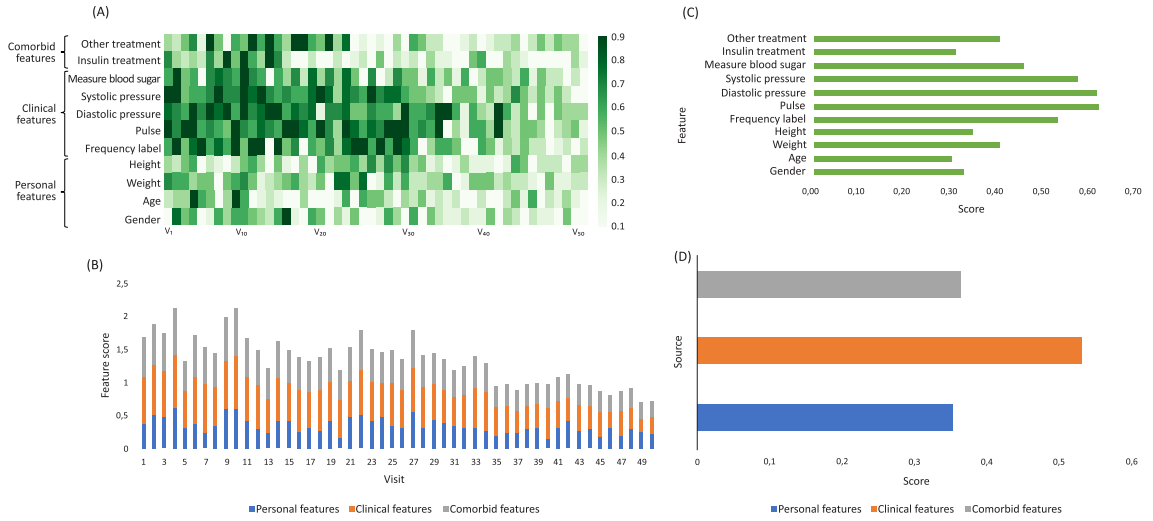 (A)
Comorbid
features
Clinical
features
Personal
features
Other treatment
Insulin treatment
Measure blood sugar
Systolic pressure
Diastolic pressure
Pulse
Frequency label
Height
Weight
Age
Gender
V₁ V₁₀ V₂₀ V₃₀ V₄₀ V₅₀
0.9
0.8
0.7
0.6
0.5
0.4
0.3
0.2
0.1
(B)
Feature score
2,5
2
1,5
1
0,5
0
1 3 5 7 9 11 13 15 17 19 21 23 25 27 29 31 33 35 37 39 41 43 45 47 49
Visit
Personal features Clinical features Comorbid features
(C)
Feature
Other treatment
Insulin treatment
Measure blood sugar
Systolic pressure
Diastolic pressure
Pulse
Frequency label
Height
Weight
Age
Gender
0,00 0,10 0,20 0,30 0,40 0,50 0,60 0,70
Score
(D)
Source
0 0,1 0,2 0,3 0,4 0,5 0,6
Score
Personal features Clinical features Comorbid features